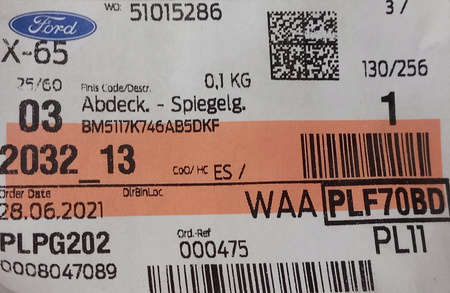 WO: 51015286 3 /
Ford
X-65
25/60 Finis Code/Descr. 0,1 KG 130/256
03 Abdeck. - Spiegelg. 1
BM5117K746AB5DKF
2032_13 CoO/ HC ES /
Order Date DlrBinLoc
28.06.2021 WAA PLF70BD
PLPG202 Ord.-Ref PL11
0008047089 000475